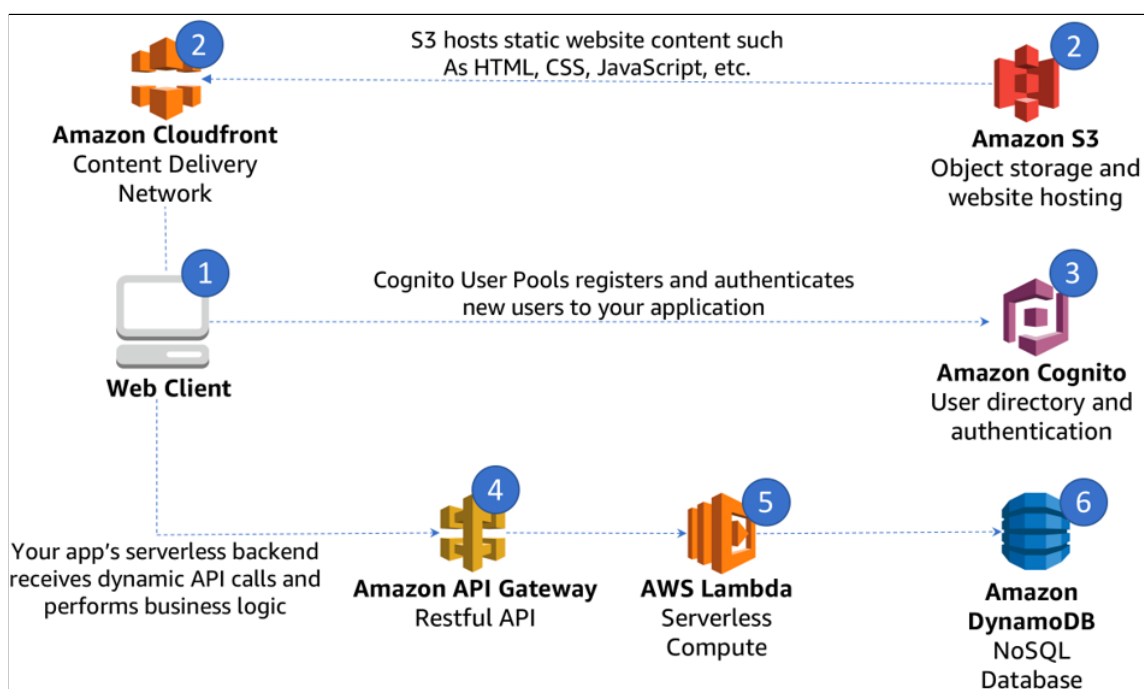 2
S3 hosts static website content such
As HTML, CSS, JavaScript, etc.
2
Amazon Cloudfront
Content Delivery
Network
Amazon S3
Object storage and
website hosting
1
Web Client
Cognito User Pools registers and authenticates
new users to your application
3
Amazon Cognito
User directory and
authentication
Your app's serverless backend
receives dynamic API calls and
performs business logic
4
Amazon API Gateway
Restful API
5
AWS Lambda
Serverless
Compute
6
Amazon
DynamoDB
NoSQL
Database